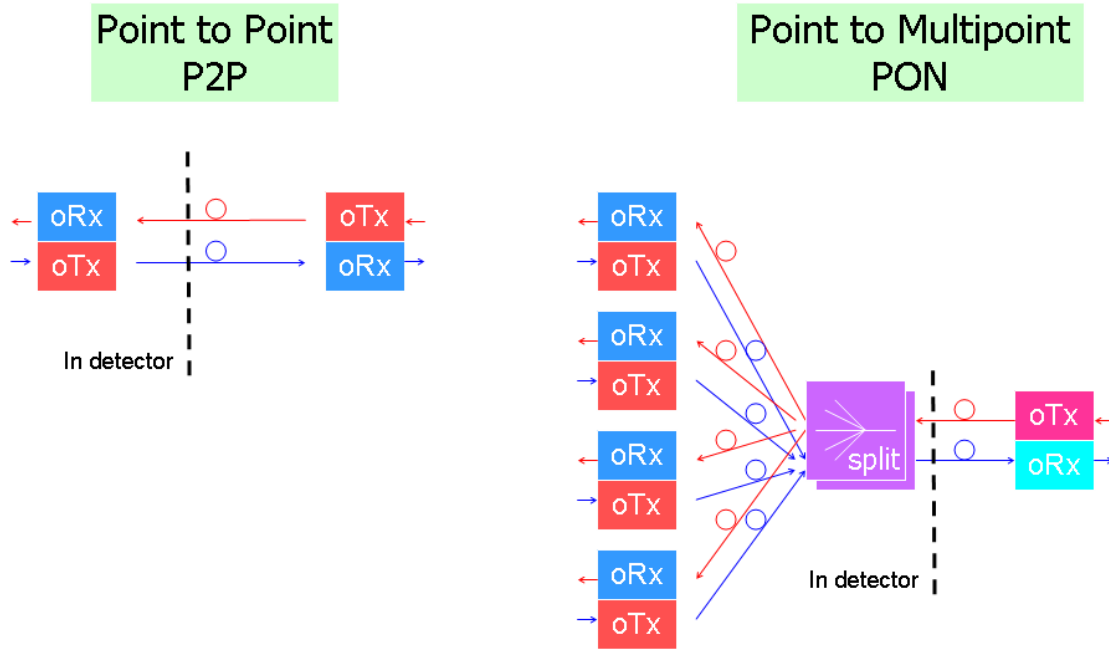 Point to Point
P2P
Point to Multipoint
PON
oRx
oTx
oTx
oRx
In detector
oRx
oTx
oRx
oTx
oRx
oTx
oRx
oTx
split
oTx
oRx
In detector